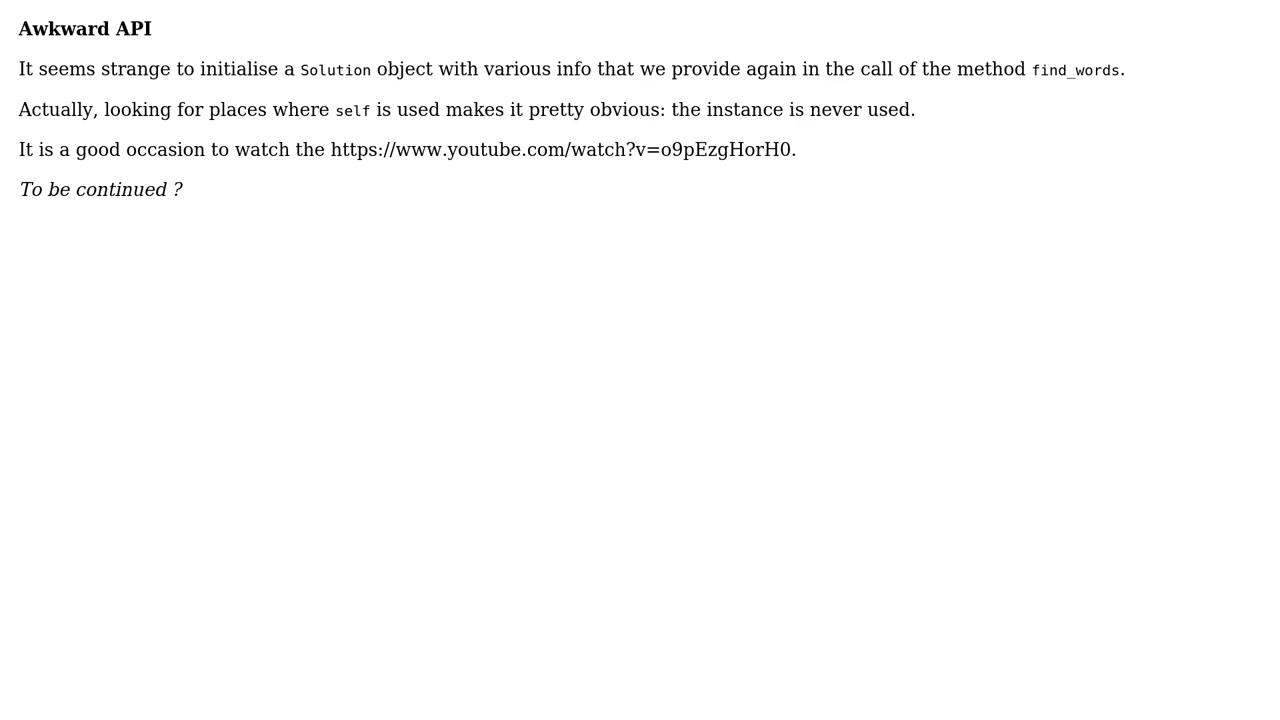 Awkward API
It seems strange to initialise a Solution object with various info that we provide again in the call of the method find_words.
Actually, looking for places where self is used makes it pretty obvious: the instance is never used.
It is a good occasion to watch the https://www.youtube.com/watch?v=o9pEzgHorH0.
To be continued ?